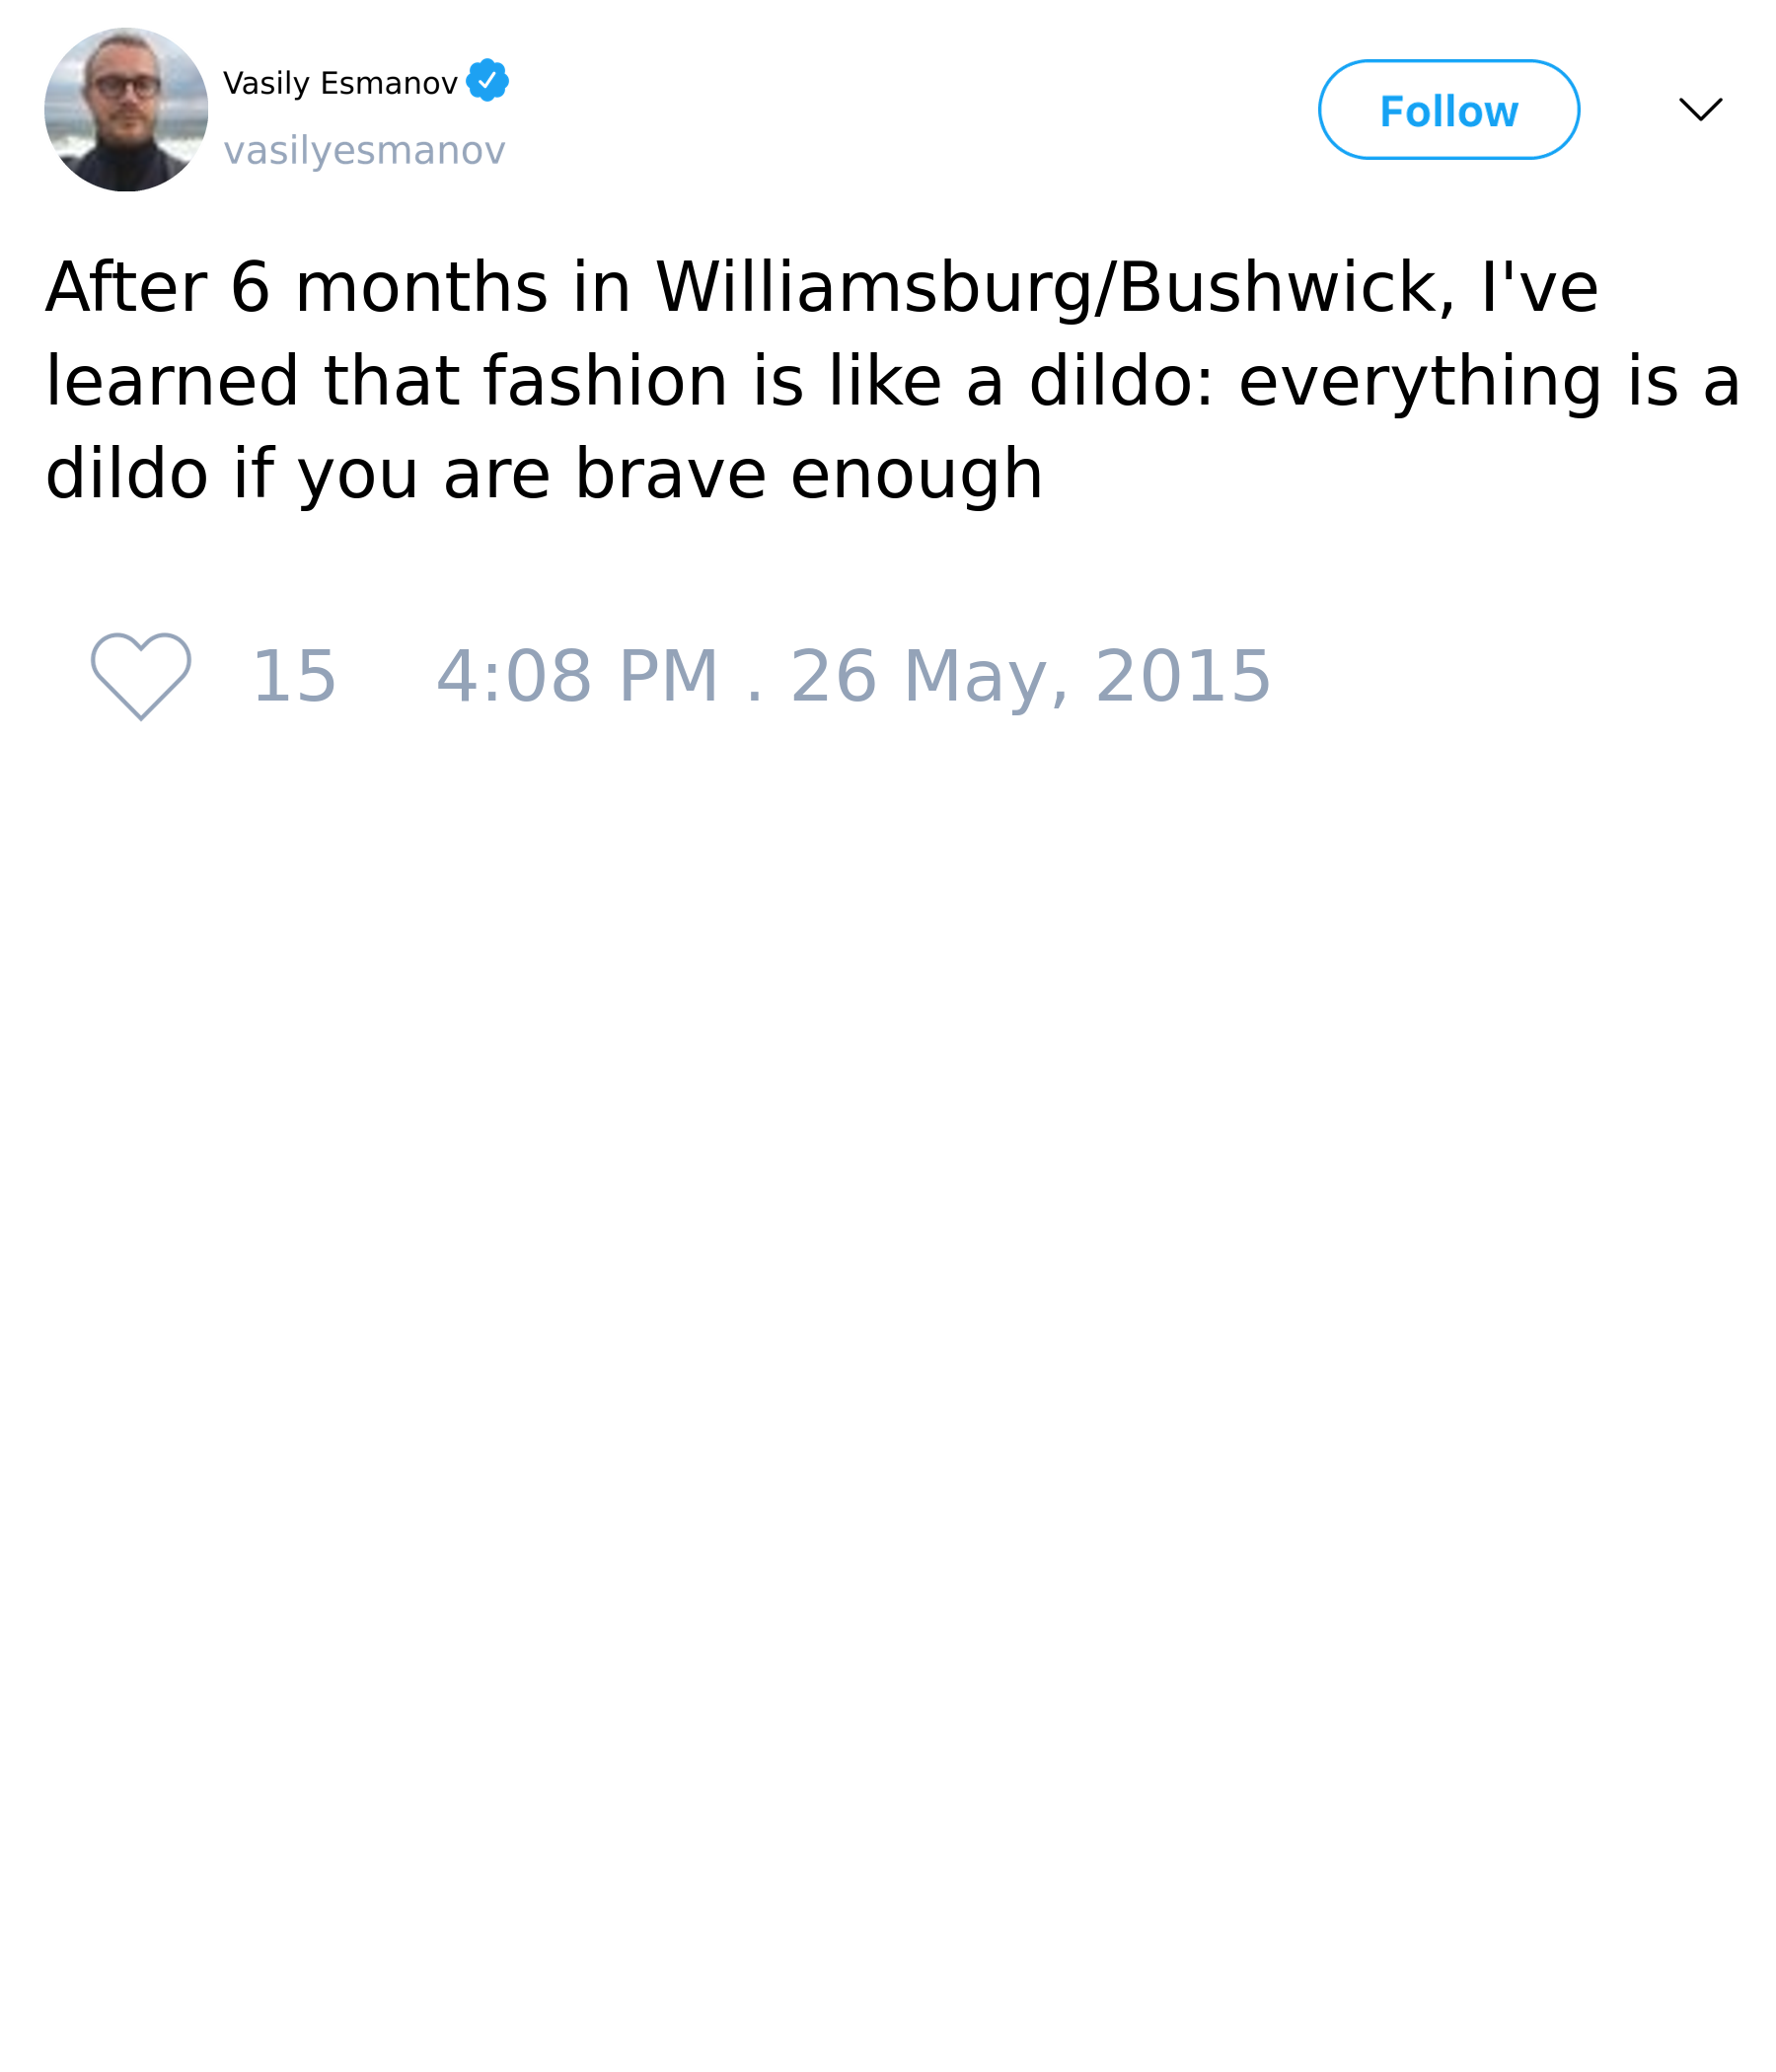 Vasily Esmanov
vasilyesmanov
Follow
After 6 months in Williamsburg/Bushwick, I've
learned that fashion is like a dildo: everything is a
dildo if you are brave enough
15 4:08 PM . 26 May, 2015